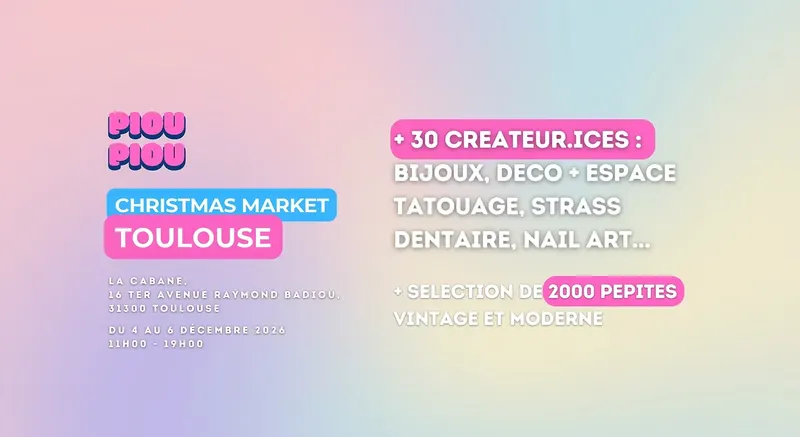 PIOU
PIOU
CHRISTMAS MARKET
TOULOUSE
LA CABANE,
16 TER AVENUE RAYMOND BADIOU,
31300 TOULOUSE
DU 4 AU 6 DÉCEMBRE 2026
11H00 - 19H00
+ 30 CREATEUR.ICES :
BIJOUX, DECO + ESPACE
TATOUAGE, STRASS
DENTAIRE, NAIL ART...
+ SELECTION DE 2000 PEPITES
VINTAGE ET MODERNE